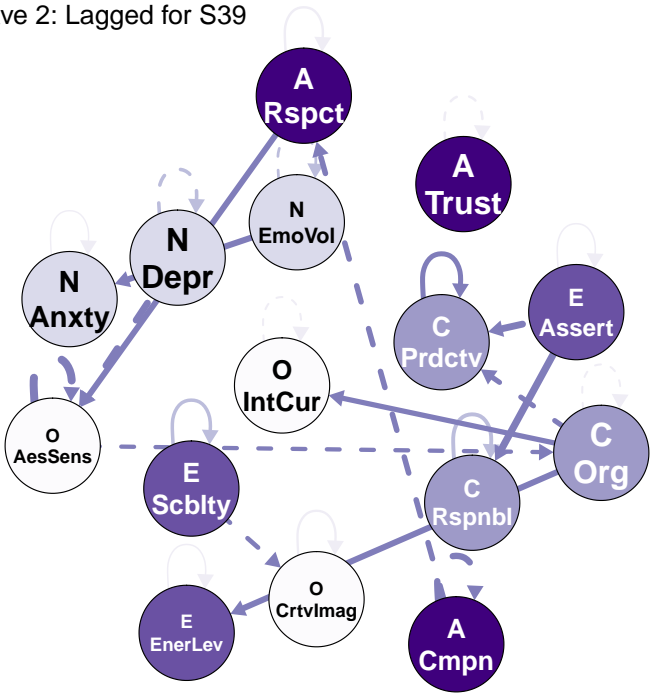 ve 2: Lagged for S39
A
Rspct
A
Trust
N
EmoVol
N
Depr
N
Anxty
E
Assert
C
Prdctv
O
IntCur
O
AesSens
C
Org
E
Scblty
C
Rspnbl
O
CrtvImag
E
EnerLev
A
Cmpn